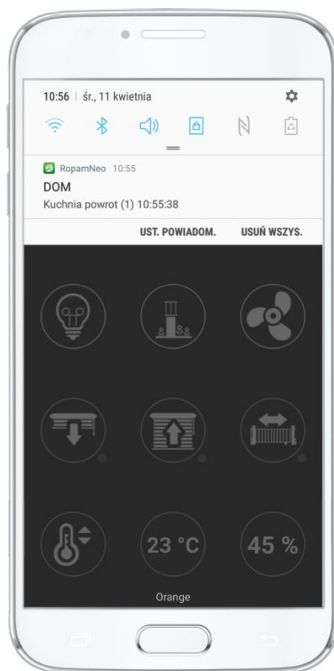 10:56 | śr., 11 kwietnia
RopamNeo 10:55
DOM
Kuchnia powrot (1) 10:55:38
UST. POWIADOM. USUŃ WSZYS.
23 °C 45 %
Orange